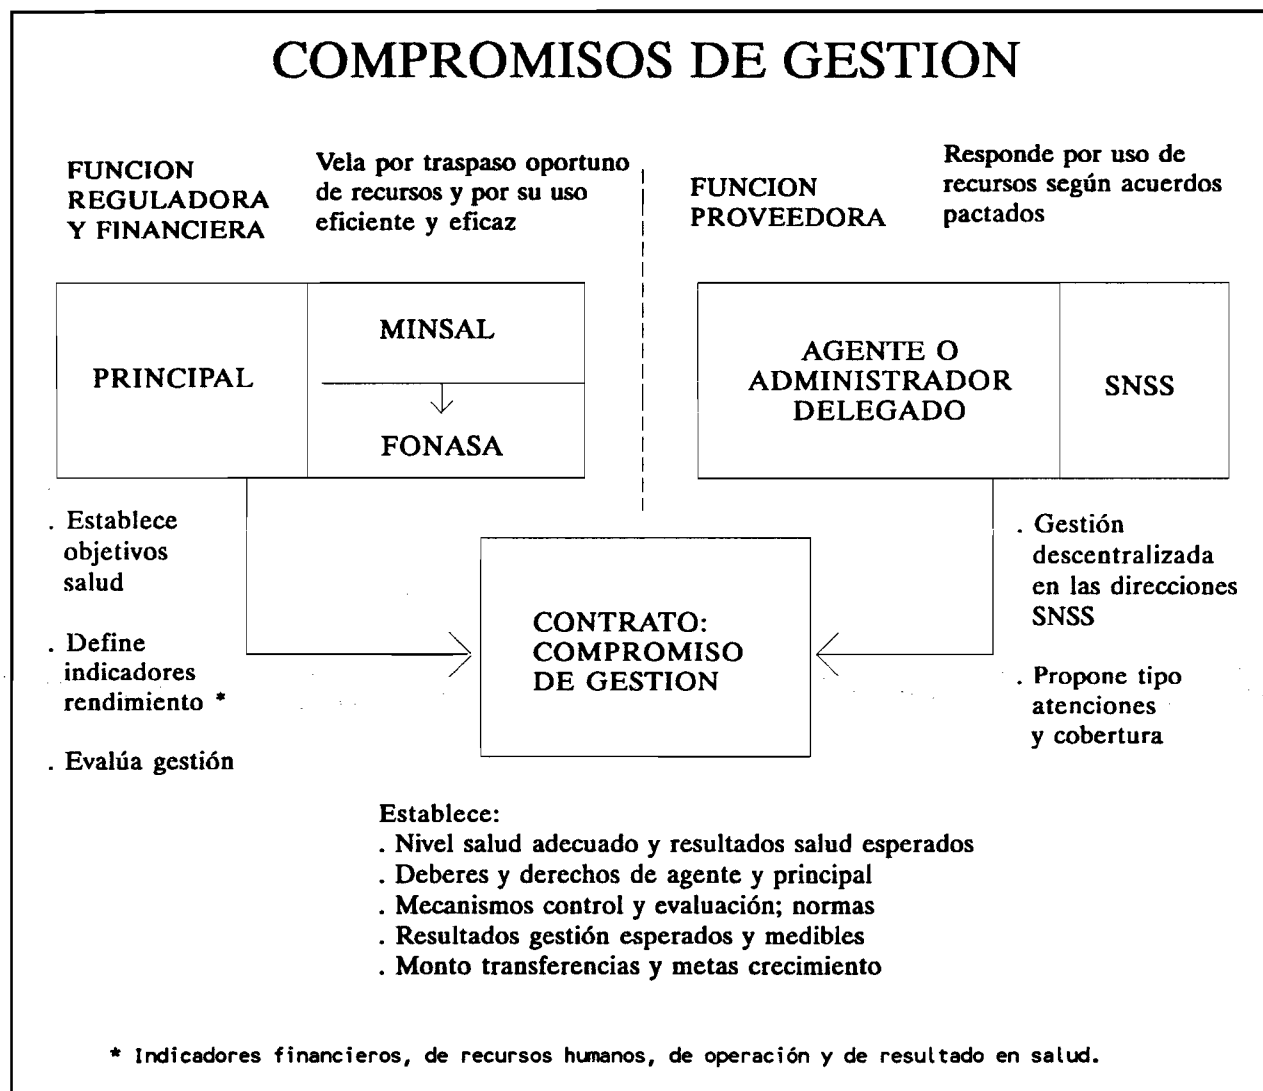 COMPROMISOS DE GESTION
FUNCION
REGULADORA
Y FINANCIERA
Vela por traspaso oportuno
de recursos y por su uso
eficiente y eficaz
FUNCION
PROVEEDORA
Responde por uso de
recursos según acuerdos
pactados
PRINCIPAL
MINSAL
FONASA
AGENTE O
ADMINISTRADOR
DELEGADO
SNSS
. Establece
objetivos
salud
. Define
indicadores
rendimiento *
. Evalúa gestión
CONTRATO:
COMPROMISO
DE GESTION
. Gestión
descentralizada
en las direcciones
SNSS
. Propone tipo
atenciones
y cobertura
Establece:
. Nivel salud adecuado y resultados salud esperados
. Deberes y derechos de agente y principal
. Mecanismos control y evaluación; normas
. Resultados gestión esperados y medibles
. Monto transferencias y metas crecimiento
* Indicadores financieros, de recursos humanos, de operación y de resultado en salud.